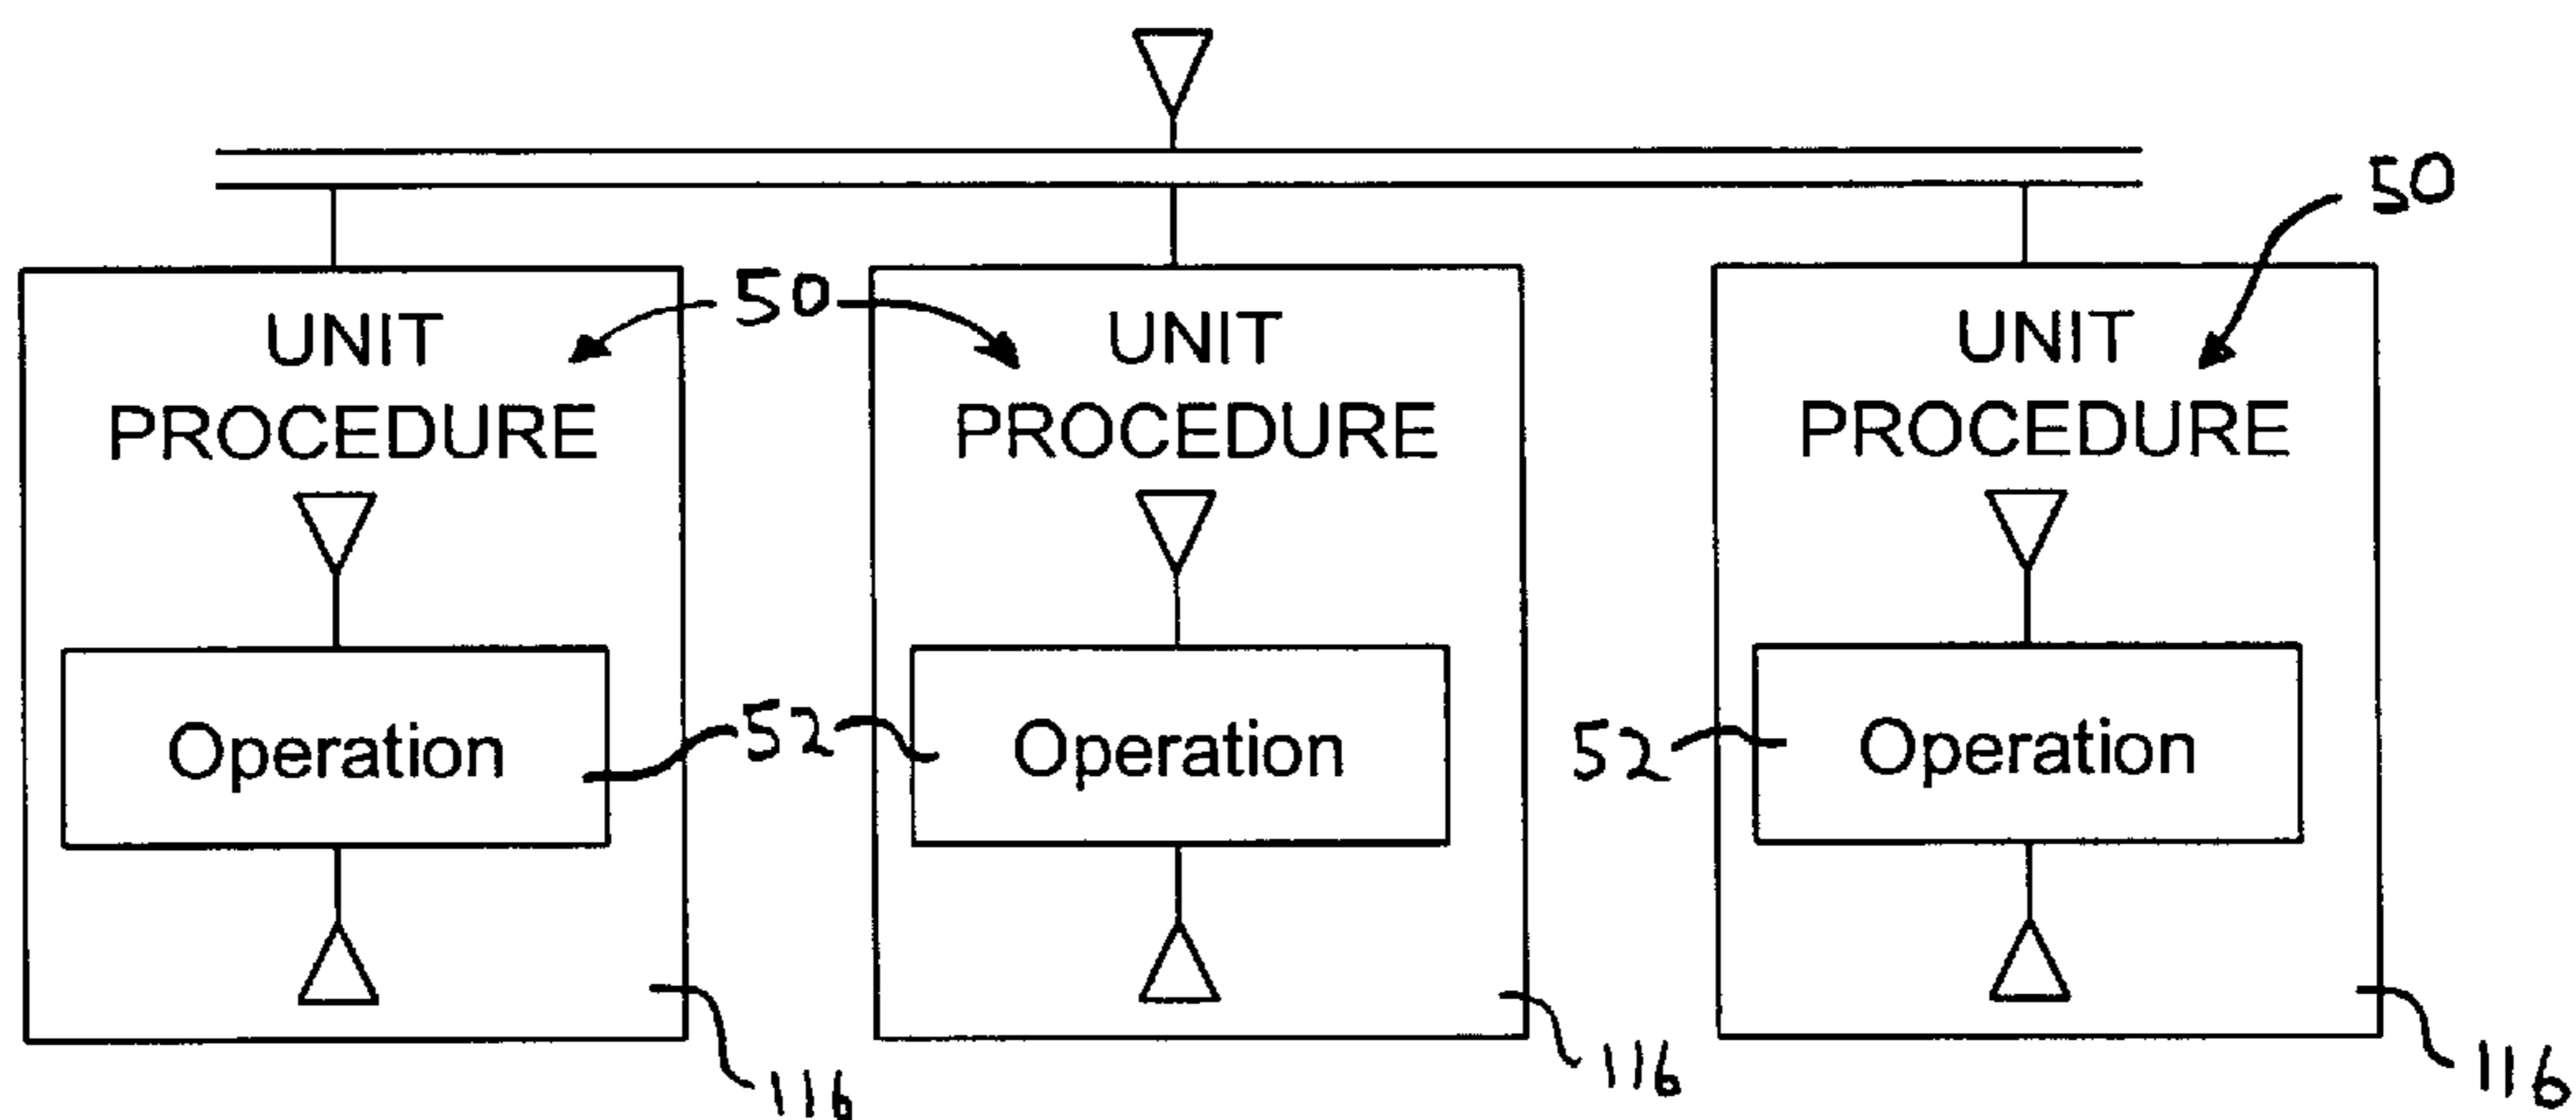 50
50
UNIT
PROCEDURE
UNIT
PROCEDURE
UNIT
PROCEDURE
52
52
Operation
Operation
Operation
116
116
116